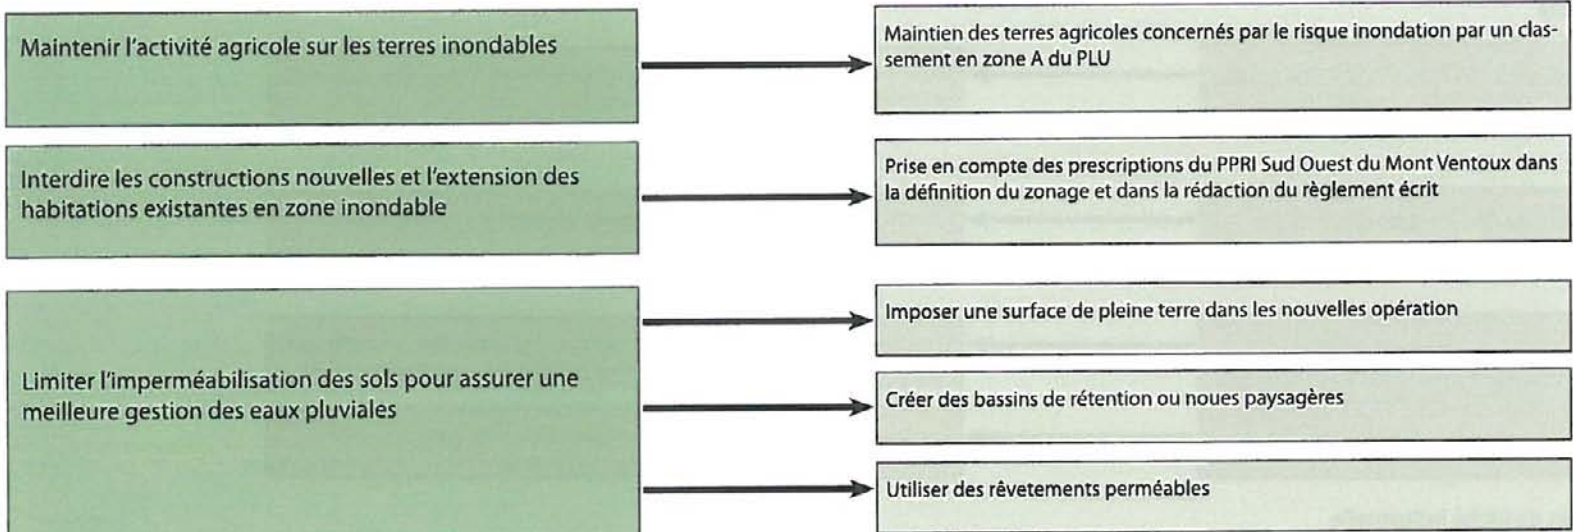 Maintenir l'activité agricole sur les terres inondables
Maintien des terres agricoles concernés par le risque inondation par un clas-
sement en zone A du PLU
Interdire les constructions nouvelles et l'extension des
habitations existantes en zone inondable
Prise en compte des prescriptions du PPRI Sud Ouest du Mont Ventoux dans
la définition du zonage et dans la rédaction du règlement écrit
Limiter l'imperméabilisation des sols pour assurer une
meilleure gestion des eaux pluviales
Imposer une surface de pleine terre dans les nouvelles opération
Créer des bassins de rétention ou noues paysagères
Utiliser des rêvetements perméables